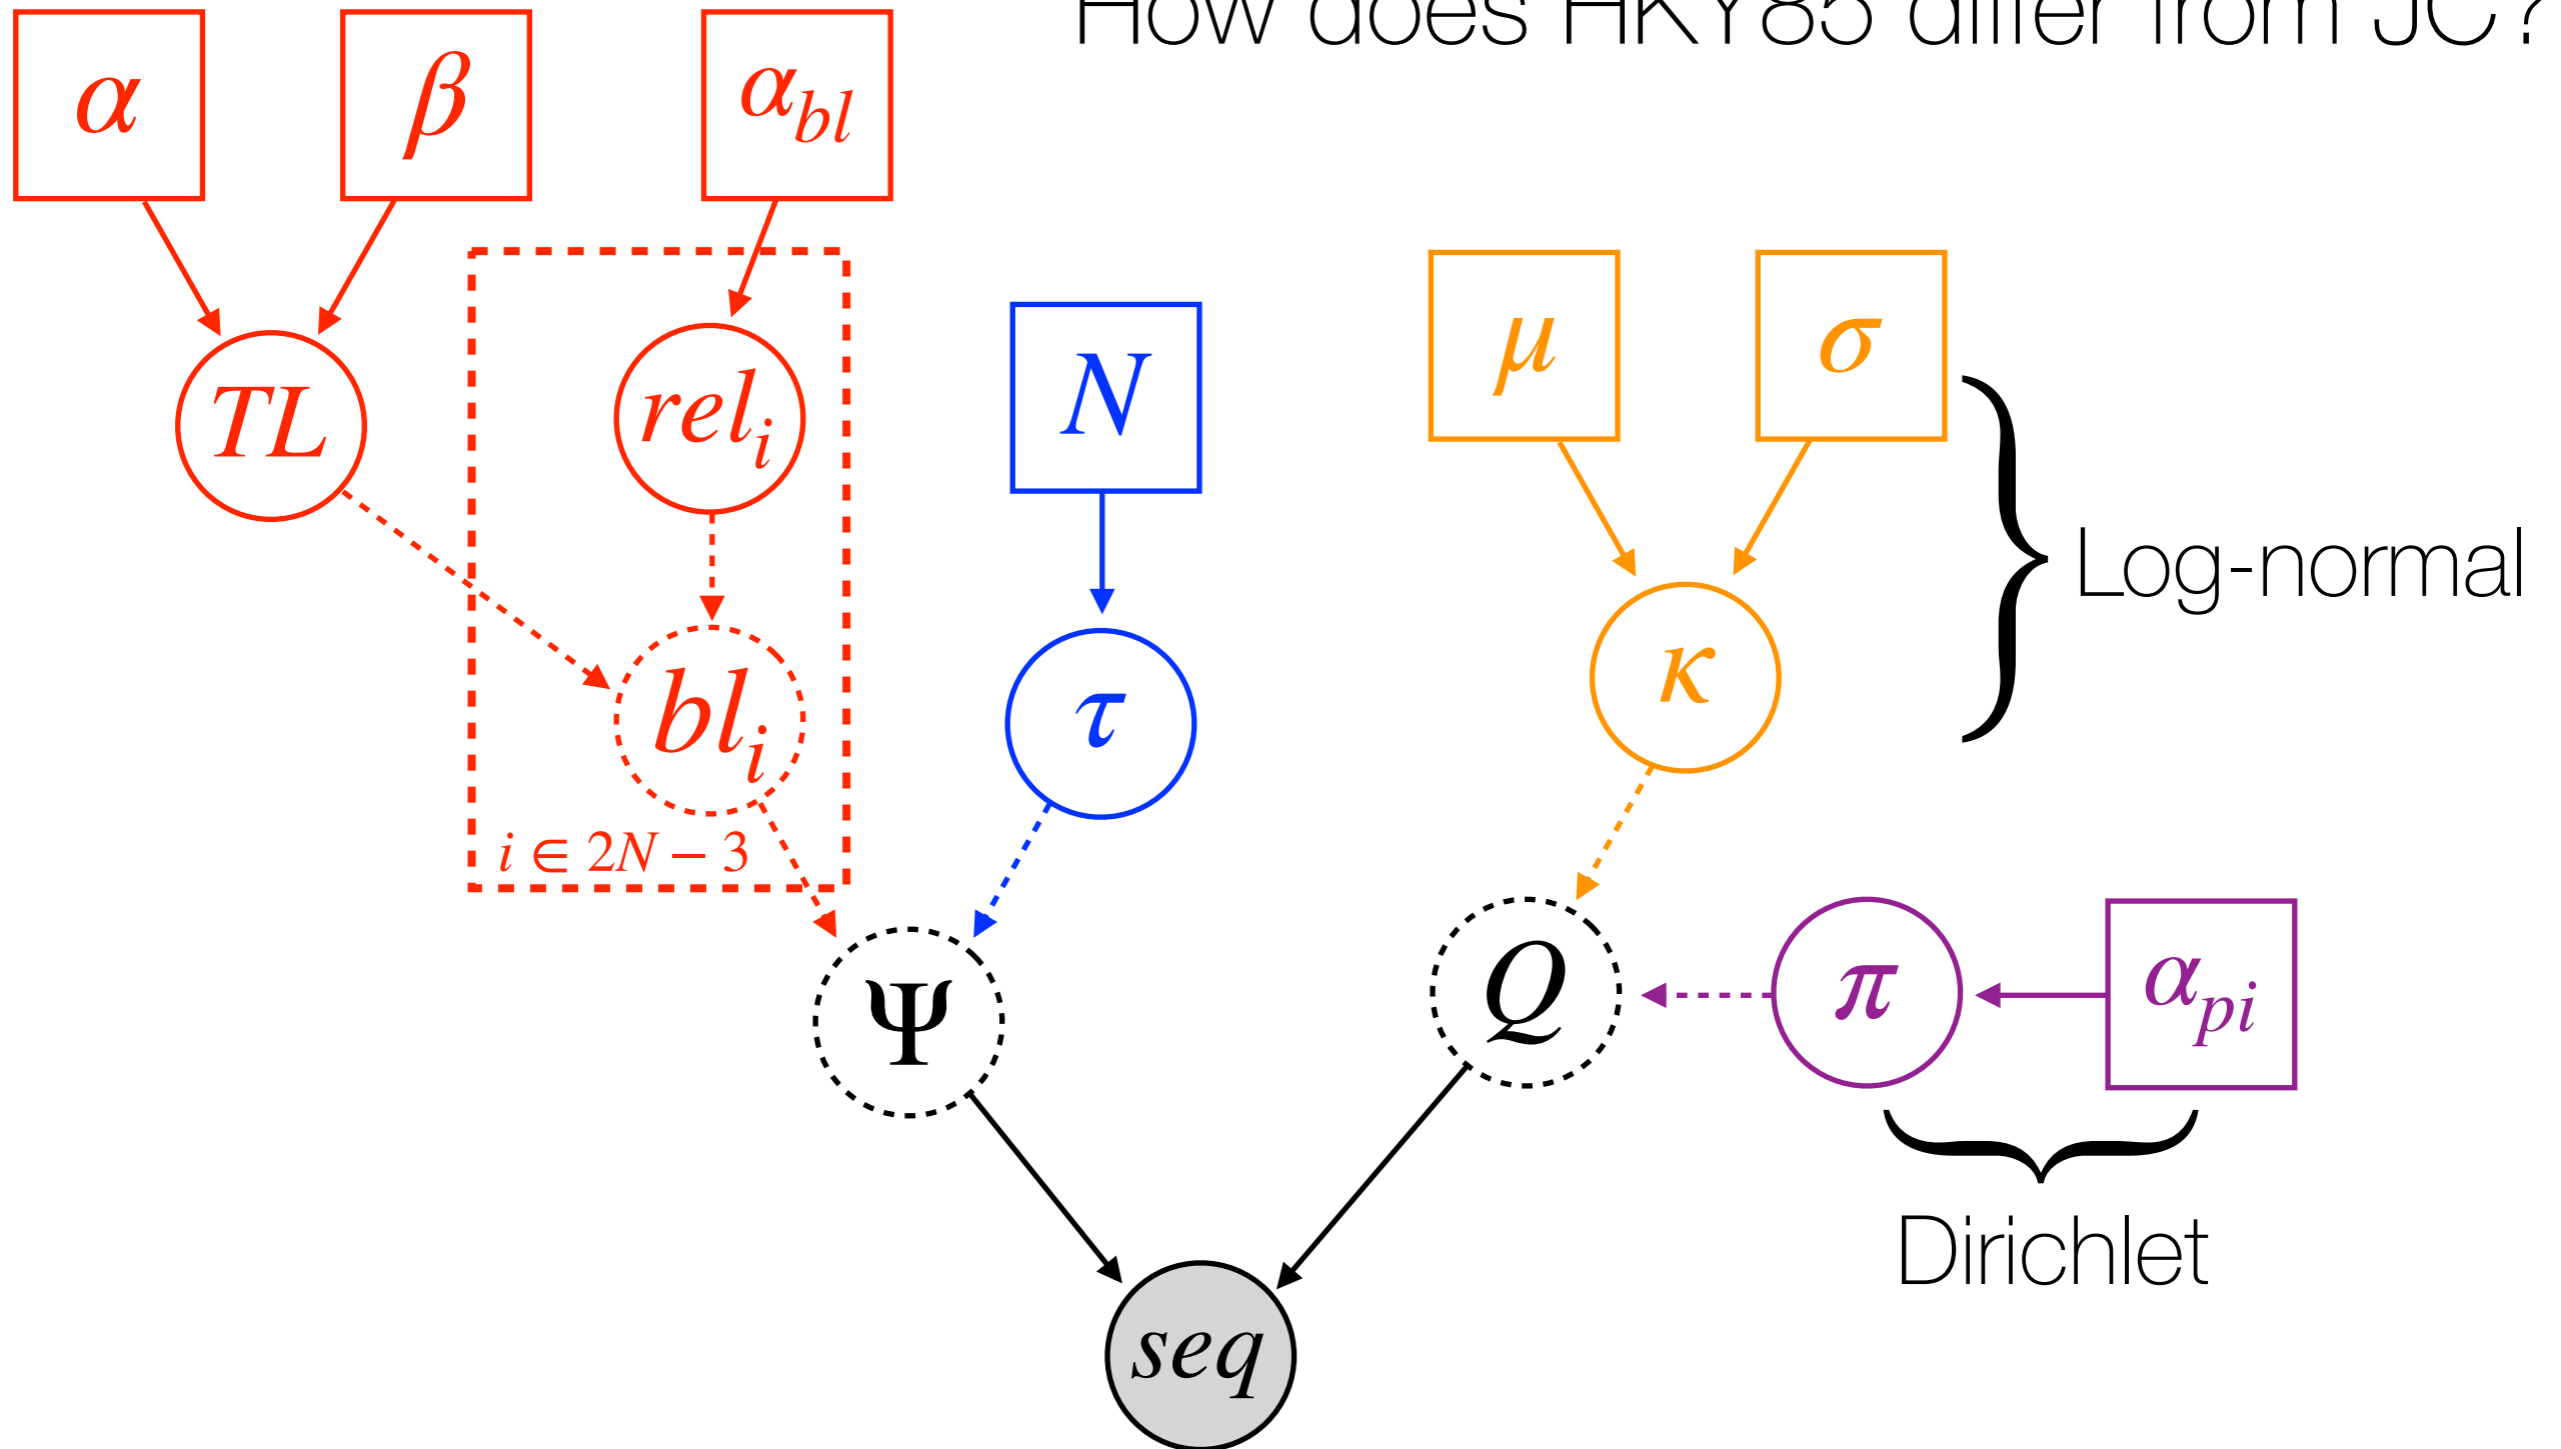 How does HKY85 differ from JC?
α
β
α_bl
TL
rel_i
N
μ
σ
Log-normal
κ
bl_i
τ
i ∈ 2N − 3
Ψ
Q
π
α_pi
Dirichlet
seq